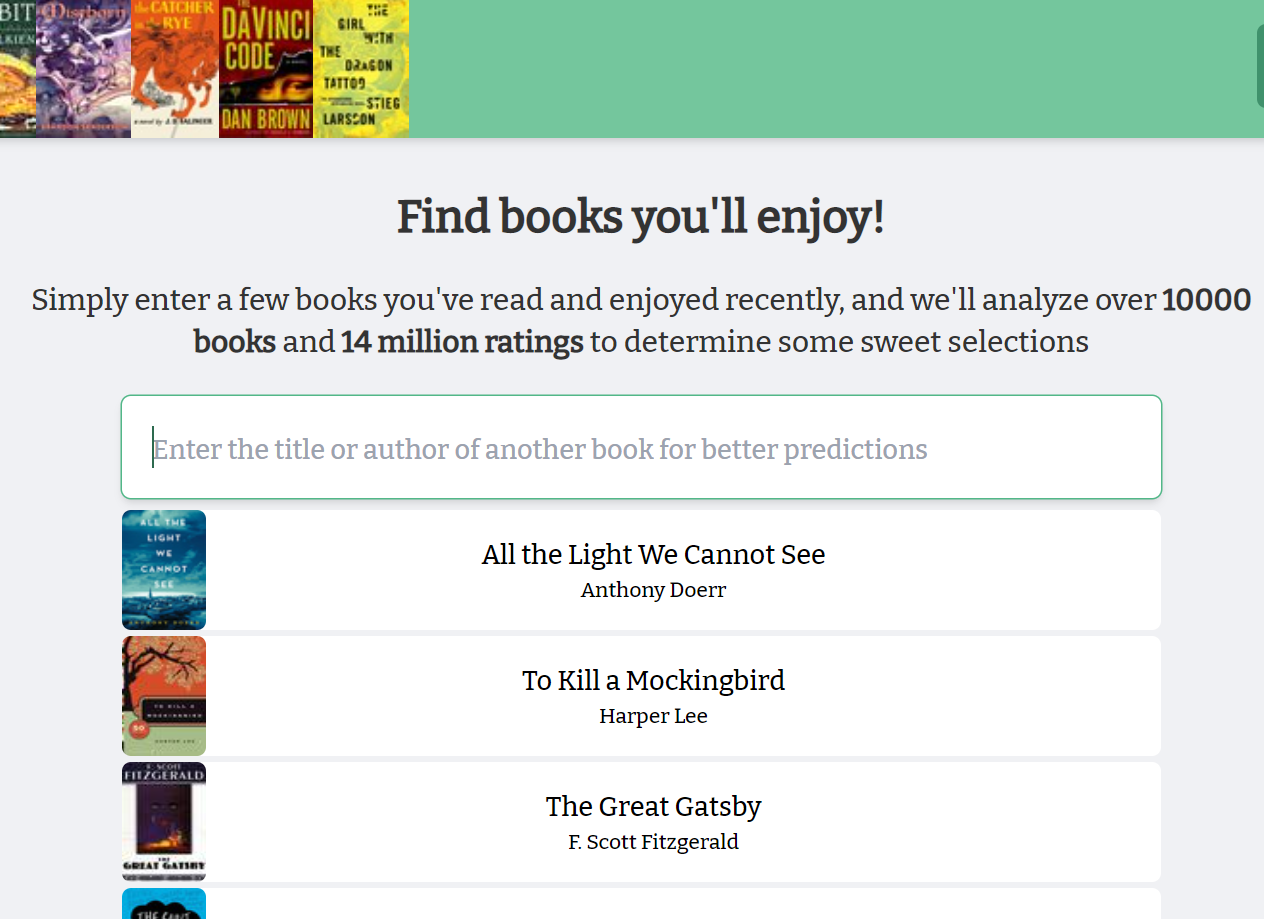 BIT
LKIEN
Mistborn
BRANDON SANDERSON
the CATCHER
in the RYE
a novel by J. D. SALINGER
THE
DAVINCI
CODE
DAN BROWN
THE
GIRL
WITH
THE
DRAGON
TATTOO
STIEG
LARSSON
Find books you'll enjoy!
Simply enter a few books you've read and enjoyed recently, and we'll analyze over 10000
books and 14 million ratings to determine some sweet selections
Enter the title or author of another book for better predictions
ALL THE
LIGHT
WE
CANNOT
SEE
ANTHONY DOERR
All the Light We Cannot See
Anthony Doerr
TO KILL A
MOCKINGBIRD
50
HARPER LEE
To Kill a Mockingbird
Harper Lee
F. SCOTT
FITZGERALD
THE
GREAT GATSBY
The Great Gatsby
F. Scott Fitzgerald